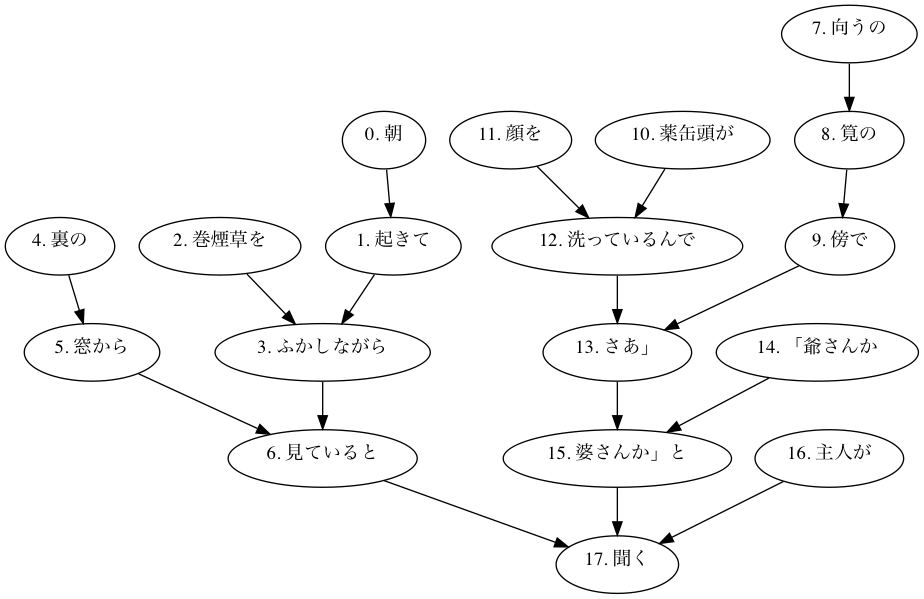 7. 向うの
0. 朝
11. 顔を
10. 薬缶頭が
8. 筧の
4. 裏の
2. 巻煙草を
1. 起きて
12. 洗っているんで
9. 傍で
5. 窓から
3. ふかしながら
13. さあ」
14. 「爺さんか
6. 見ていると
15. 婆さんか」と
16. 主人が
17. 聞く